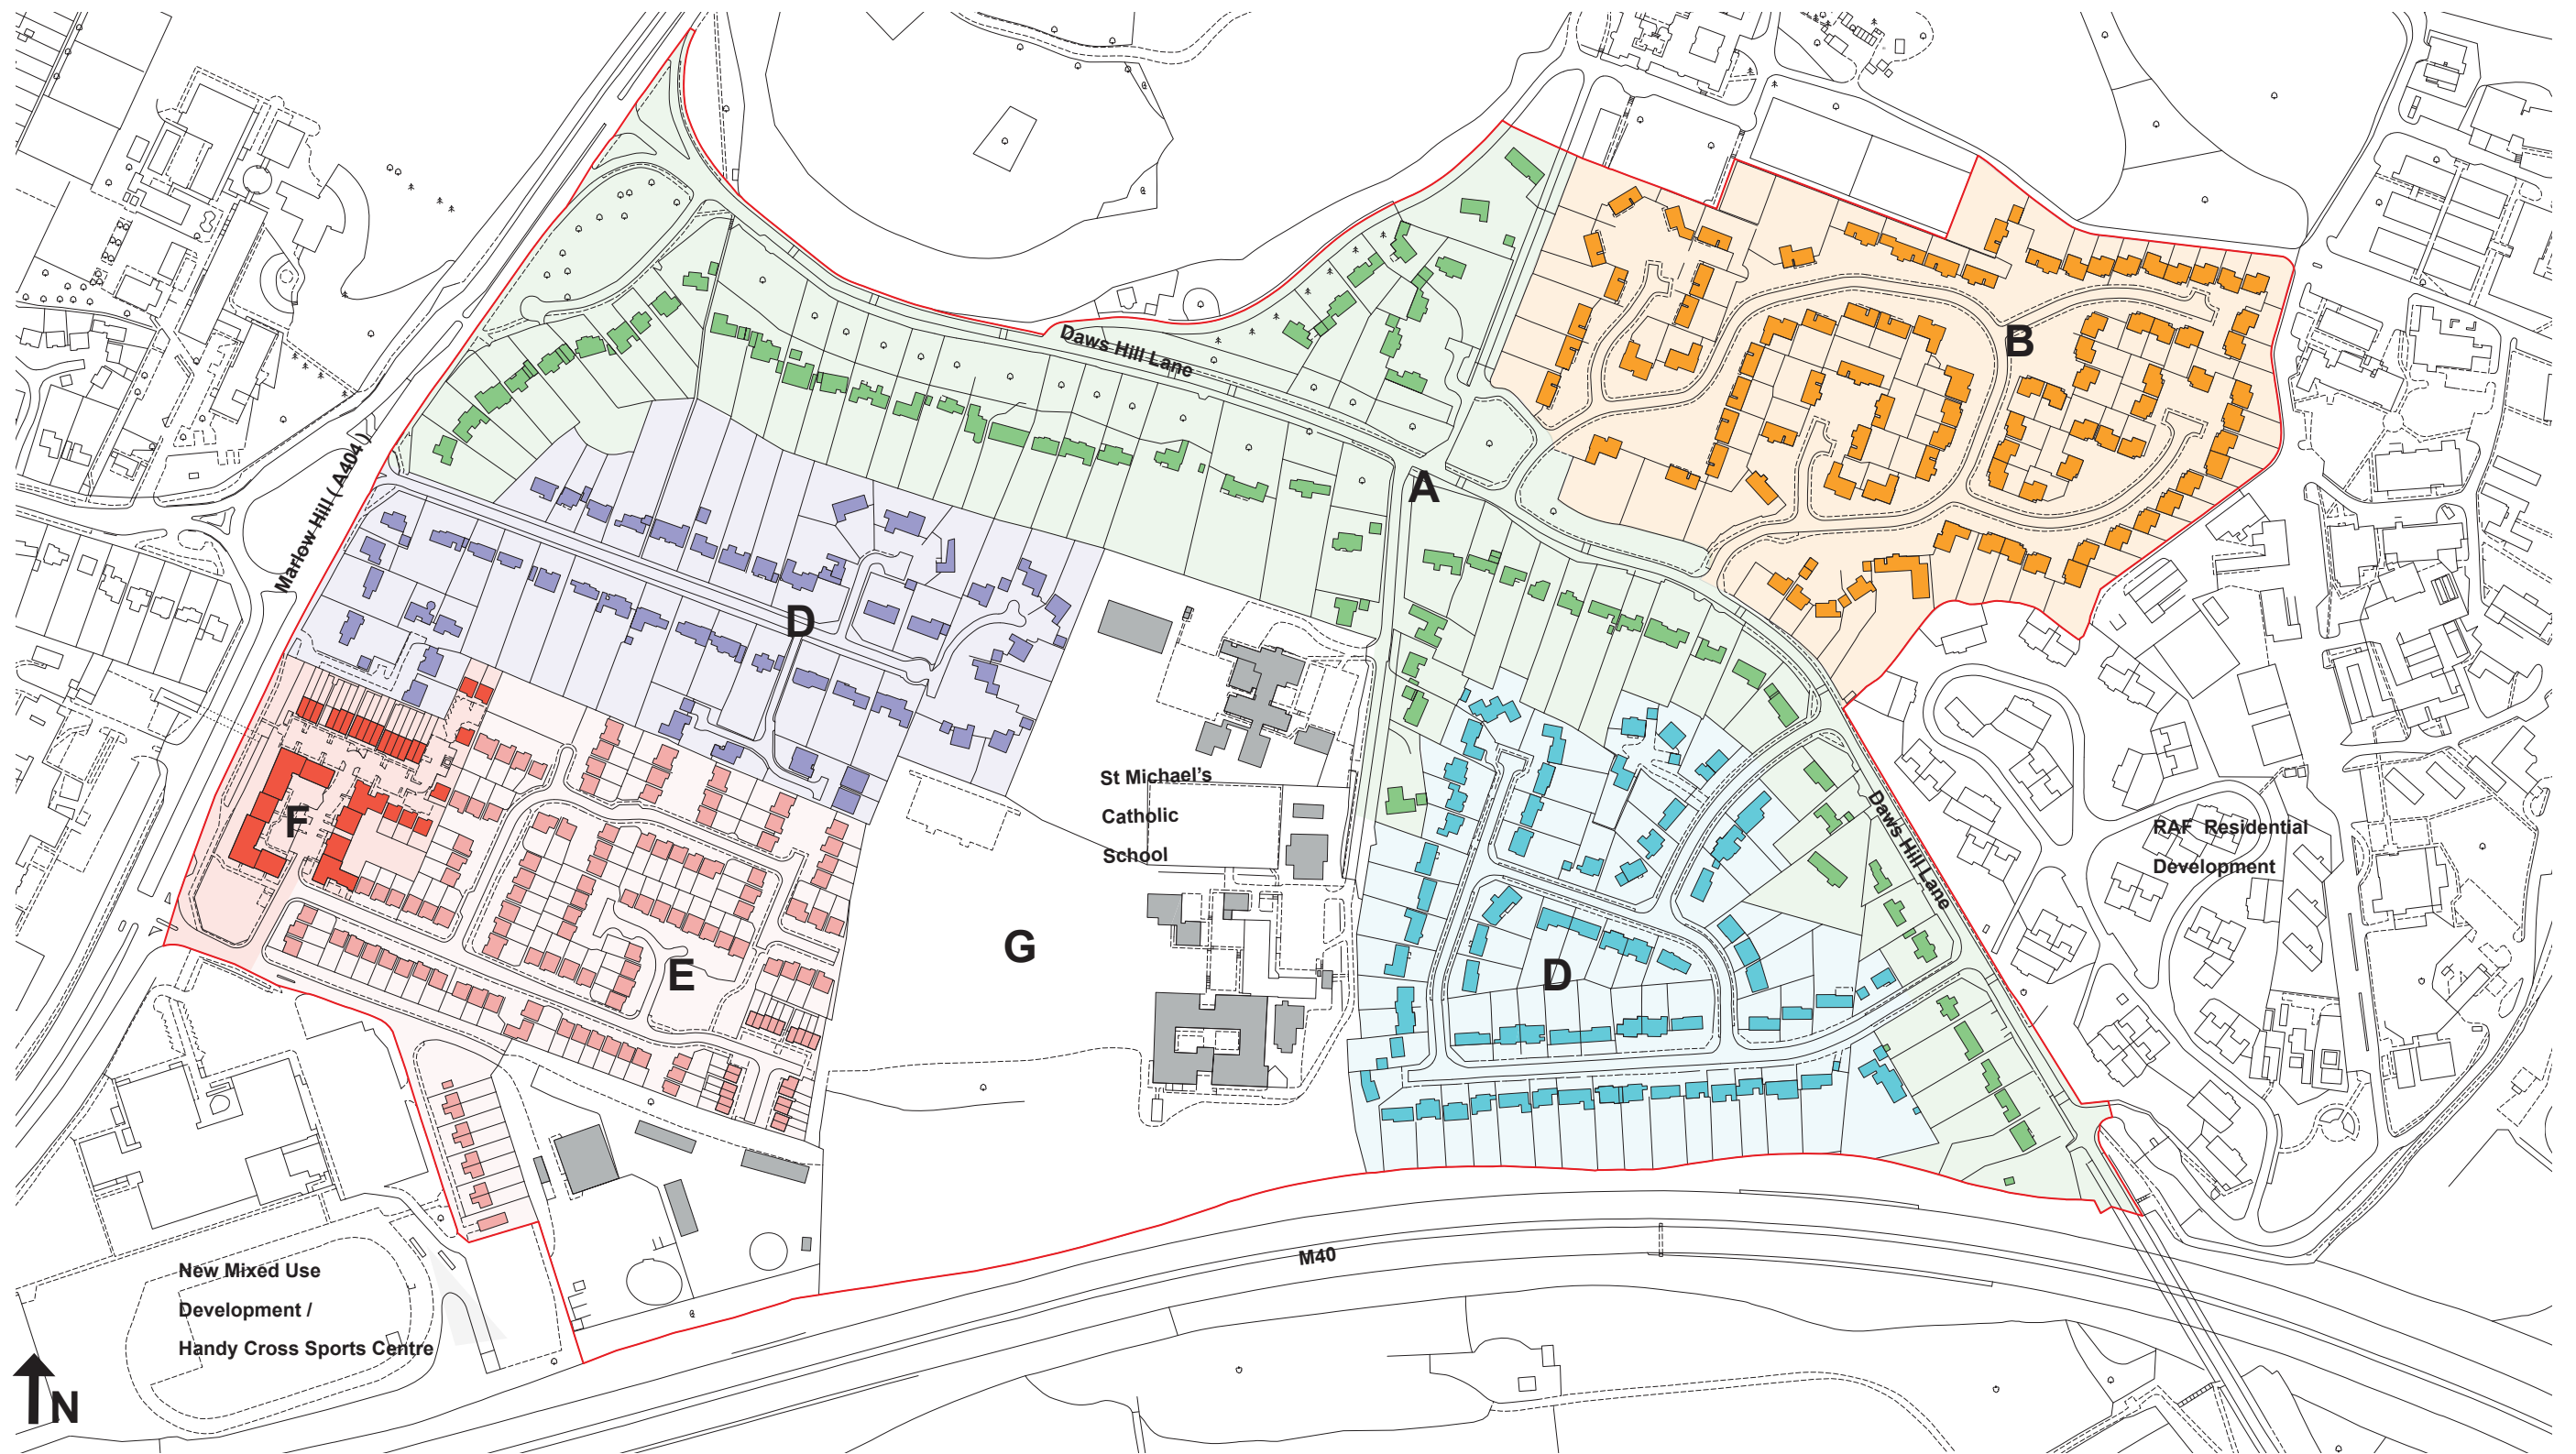 Daws Hill Lane
B
A
Marlow Hill ( A404 )
D
St Michael's
Catholic
School
F
Daws Hill Lane
RAF Residential
Development
G
E
D
M40
New Mixed Use
Development /
Handy Cross Sports Centre
N